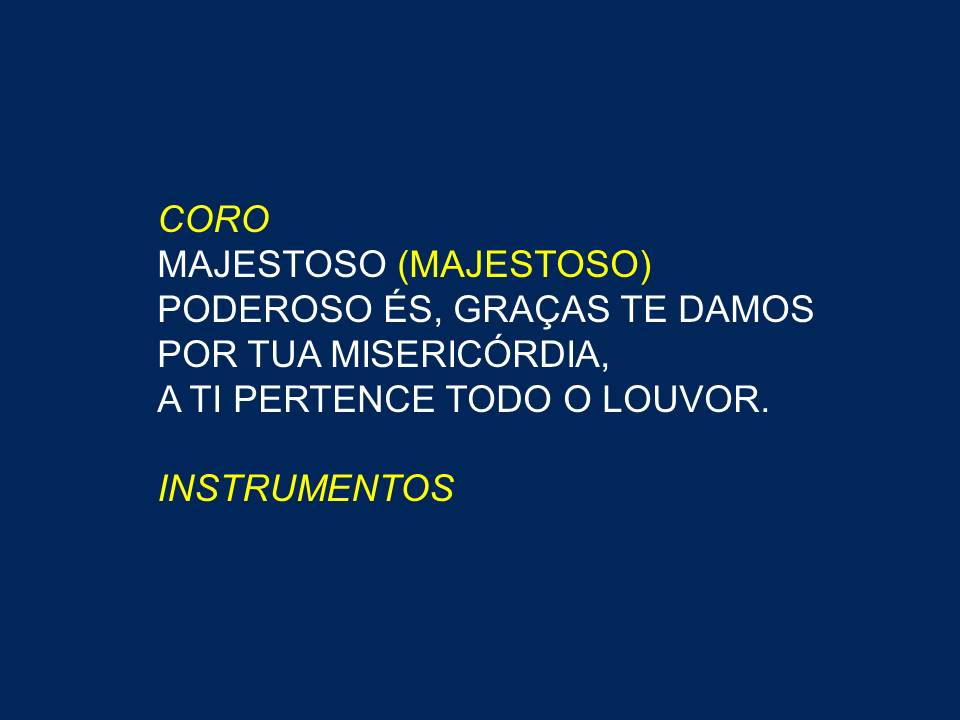 CORO
MAJESTOSO (MAJESTOSO)
PODEROSO ÉS, GRAÇAS TE DAMOS
POR TUA MISERICÓRDIA,
A TI PERTENCE TODO O LOUVOR.
INSTRUMENTOS